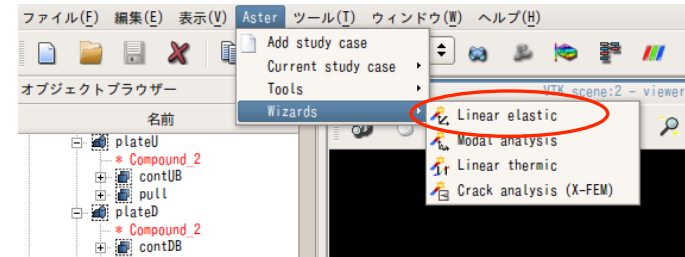 ファイル(F) 編集(E) 表示(V) Aster ツール(T) ウィンドウ(W) ヘルプ(H)
Add study case
Current study case
Tools
Wizards
Linear elastic
Modal analysis
Linear thermic
Crack analysis (X-FEM)
オブジェクトブラウザー
VTK scene:2 - viewer
名前
plateU
* Compound_2
contUB
pull
plateD
* Compound_2
contDB